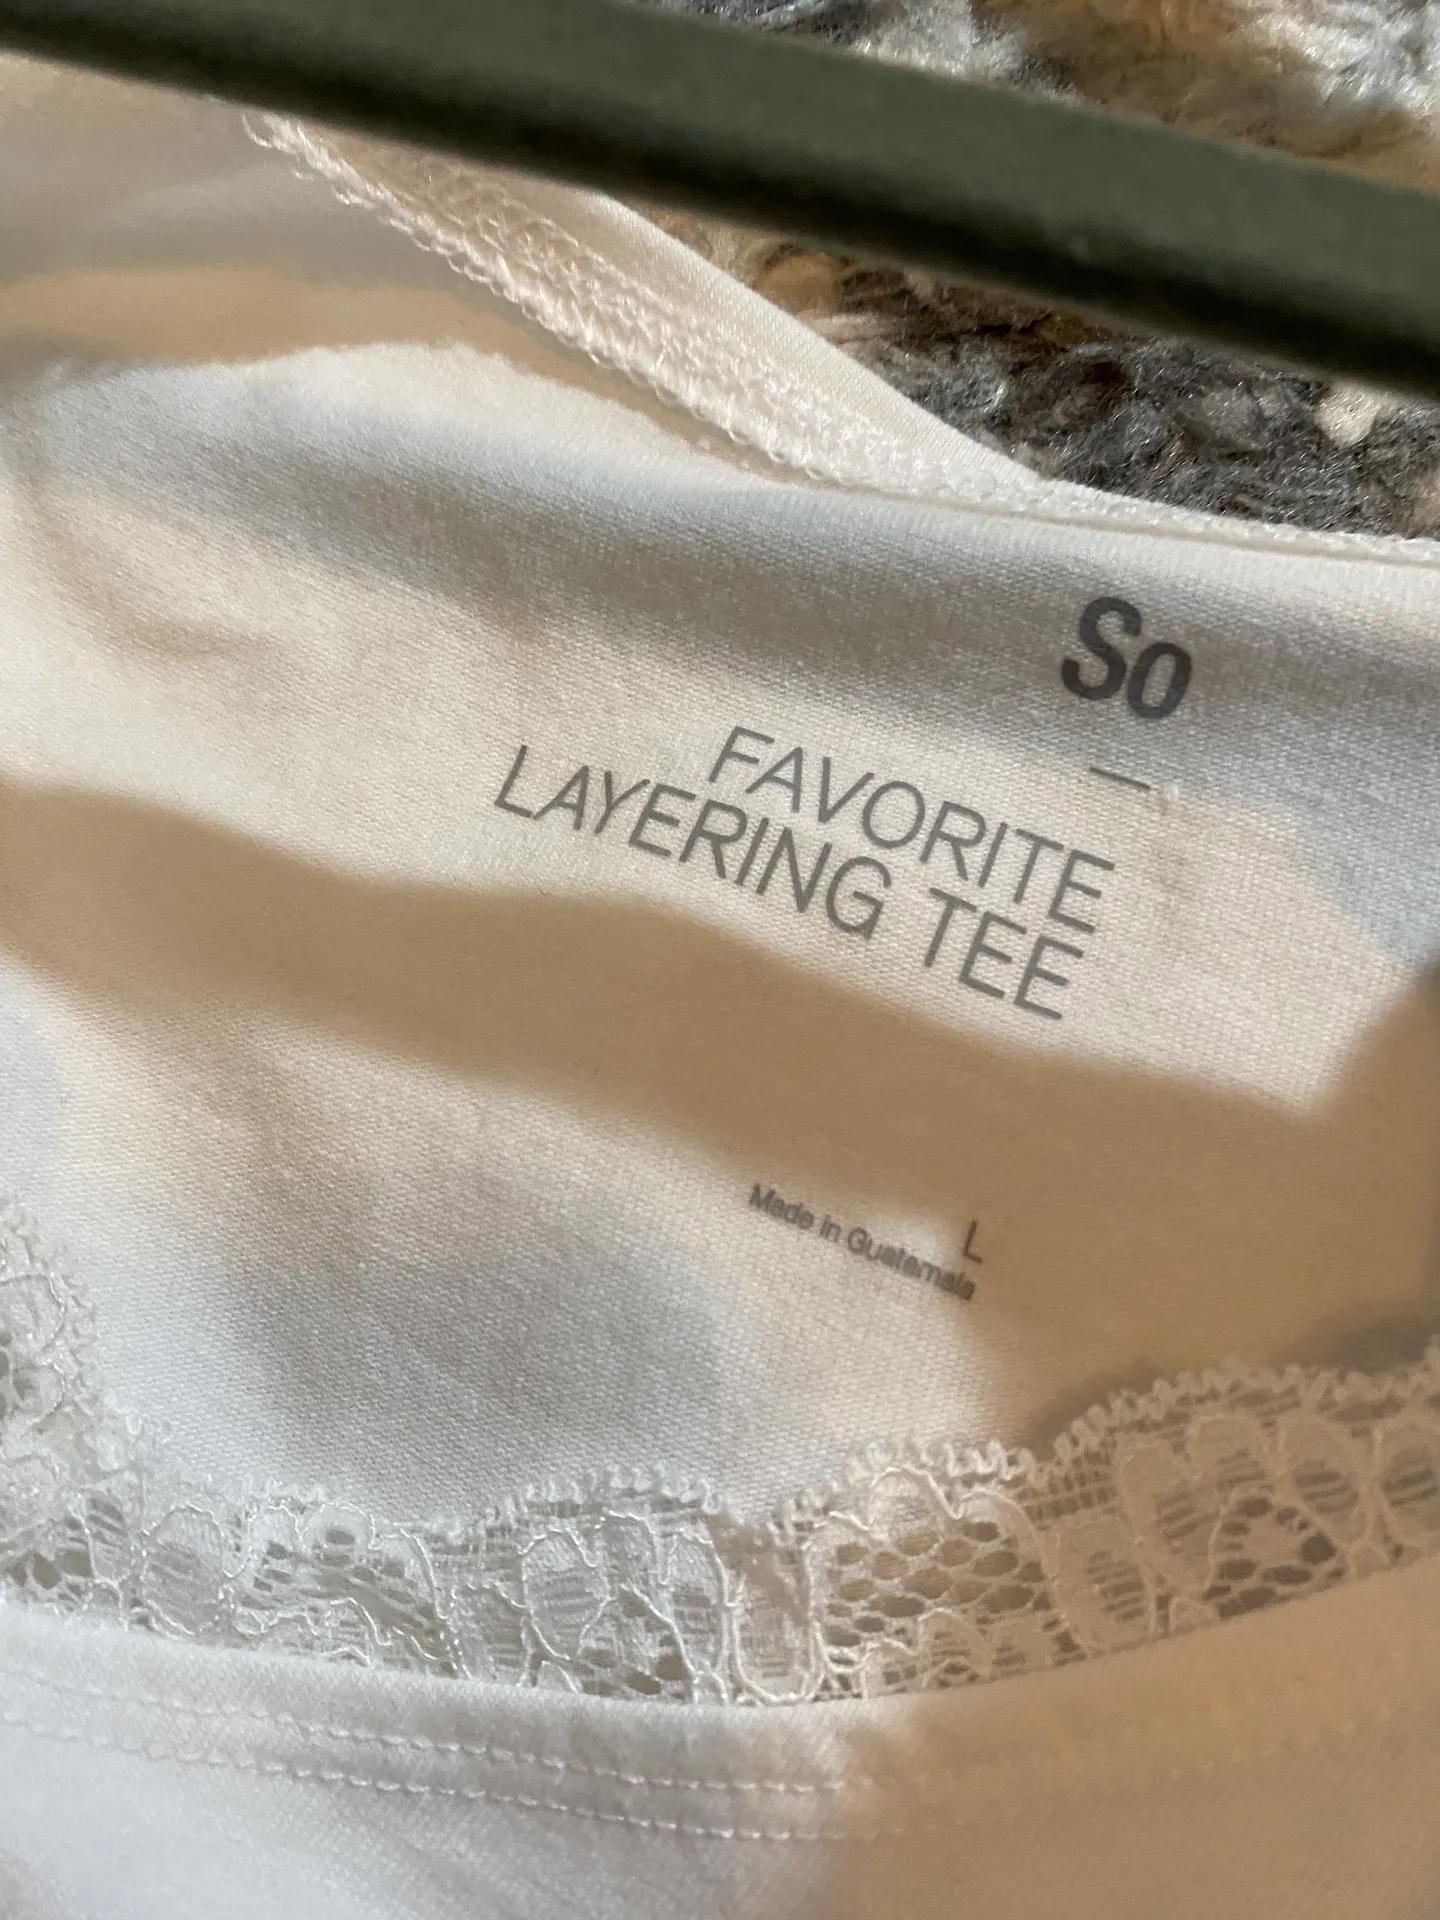 So
FAVORITE
LAYERING TEE
L
Made in Guatemala